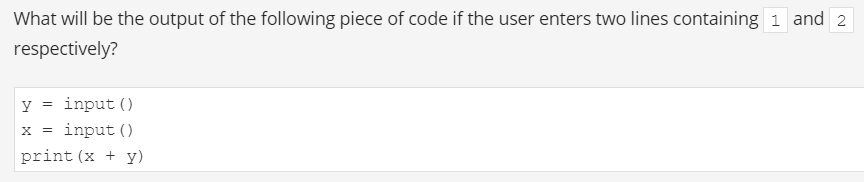 What will be the output of the following piece of code if the user enters two lines containing 1 and 2
respectively?
y = input()
x = input()
print(x + y)